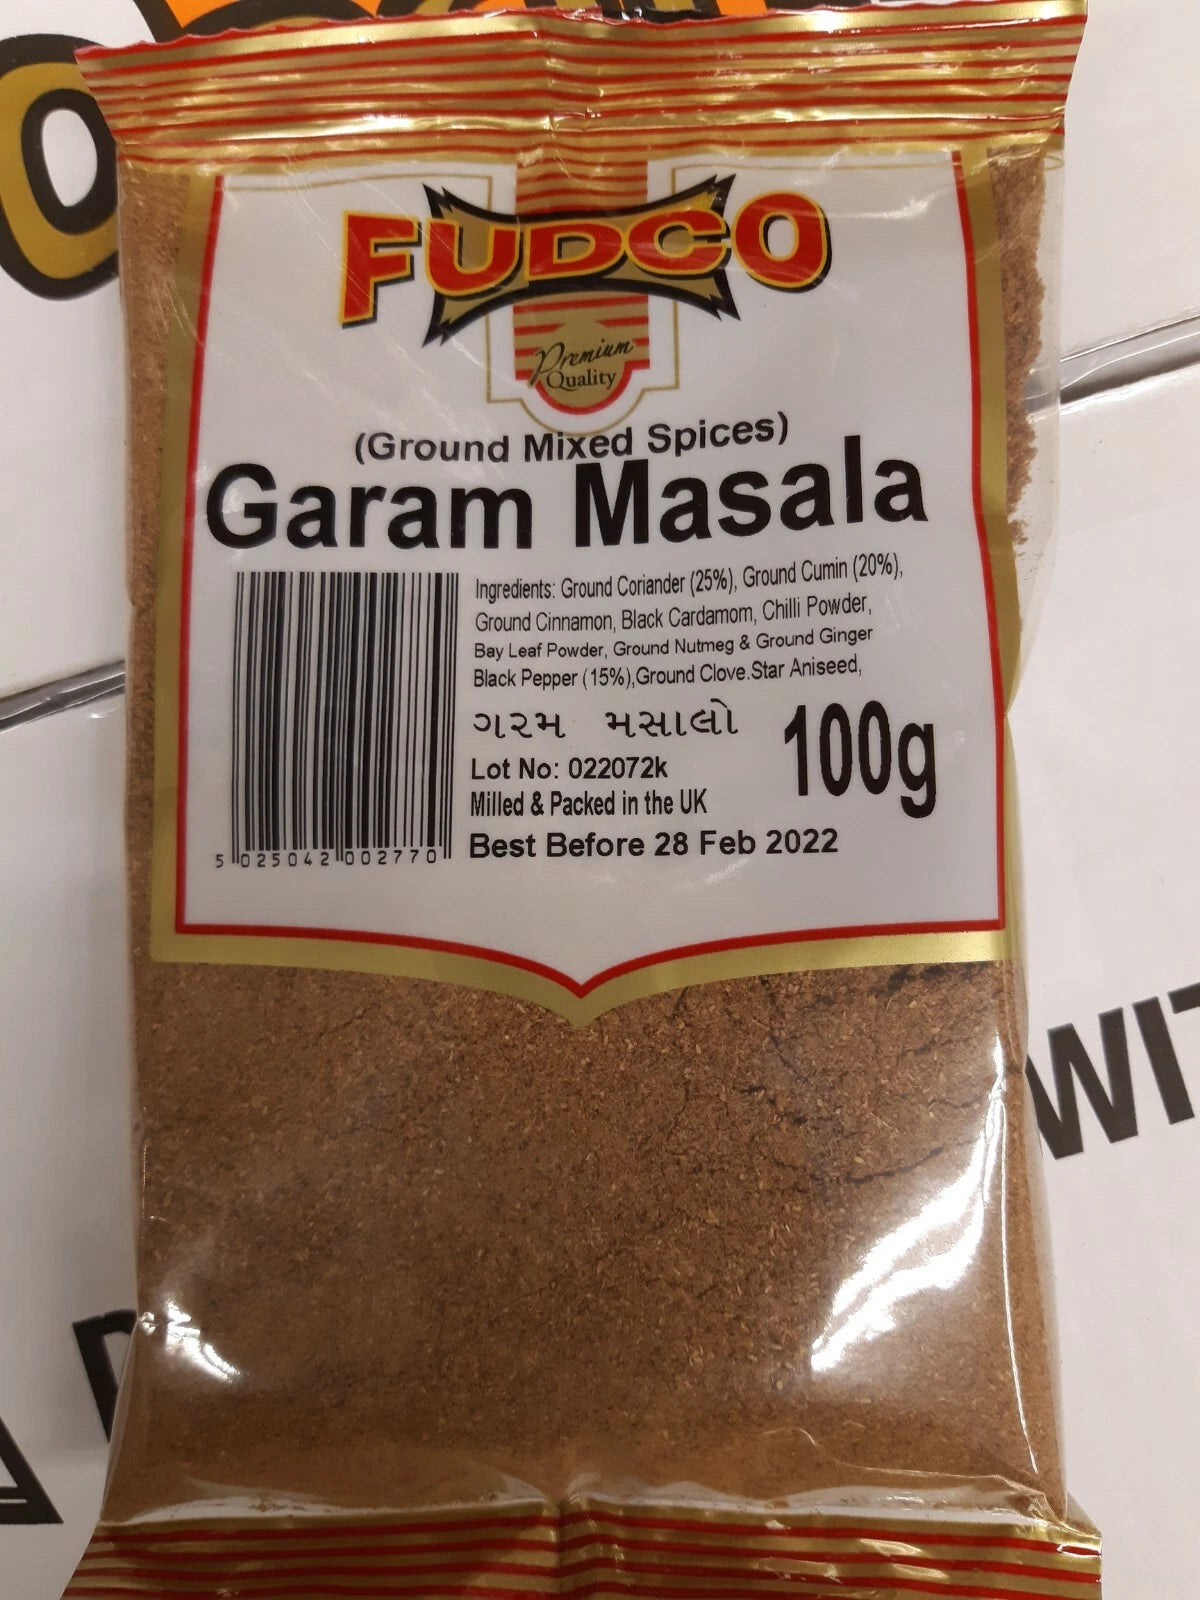 FUDCO
Premium
Quality
(Ground Mixed Spices)
Garam Masala
Ingredients: Ground Coriander (25%), Ground Cumin (20%),
Ground Cinnamon, Black Cardamom, Chilli Powder,
Bay Leaf Powder, Ground Nutmeg & Ground Ginger
Black Pepper (15%),Ground Clove.Star Aniseed,
ગરમ મસાલો
100g
Lot No: 022072k
Milled & Packed in the UK
Best Before 28 Feb 2022
5 025042 002770
WIT